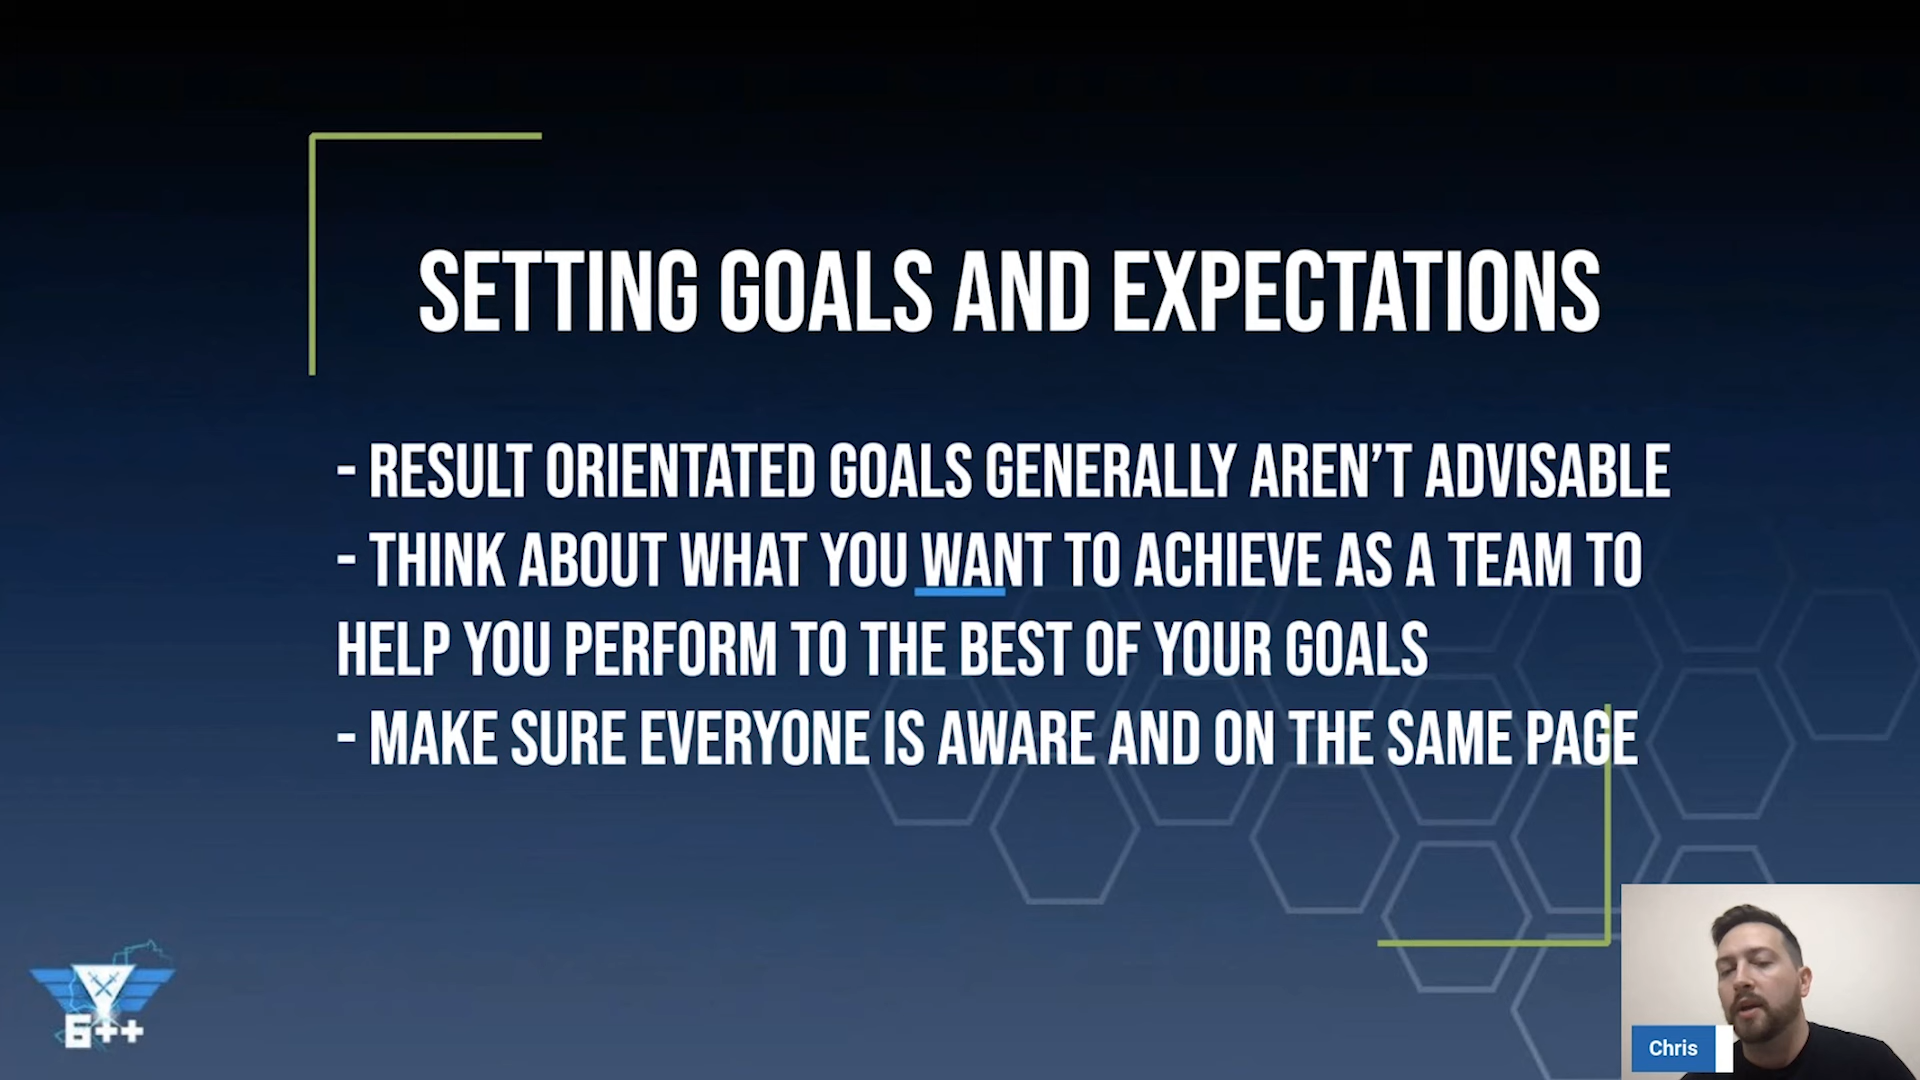 SETTING GOALS AND EXPECTATIONS
- RESULT ORIENTATED GOALS GENERALLY AREN'T ADVISABLE
- THINK ABOUT WHAT YOU WANT TO ACHIEVE AS A TEAM TO
HELP YOU PERFORM TO THE BEST OF YOUR GOALS
- MAKE SURE EVERYONE IS AWARE AND ON THE SAME PAGE
6++
Chris